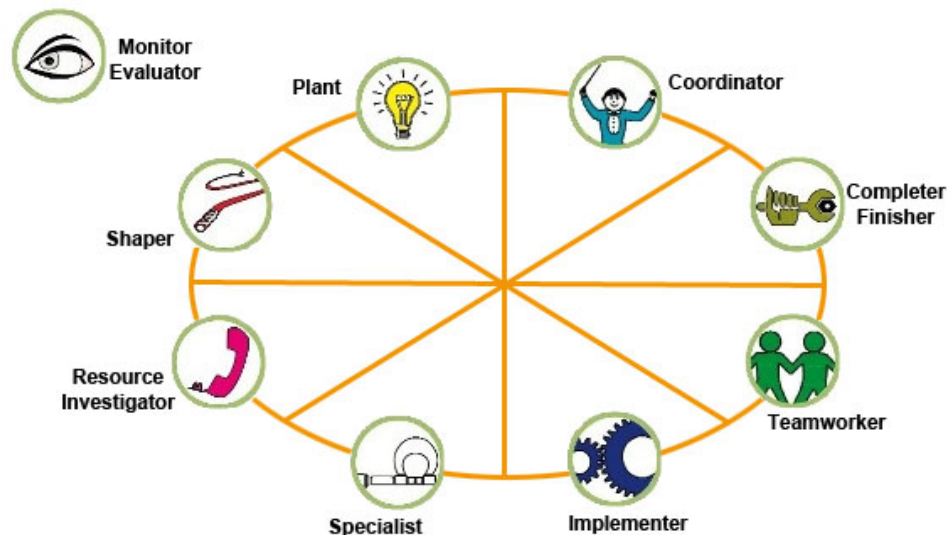 Monitor
Evaluator
Plant
Coordinator
Shaper
Completer
Finisher
Resource
Investigator
Teamworker
Specialist
Implementer